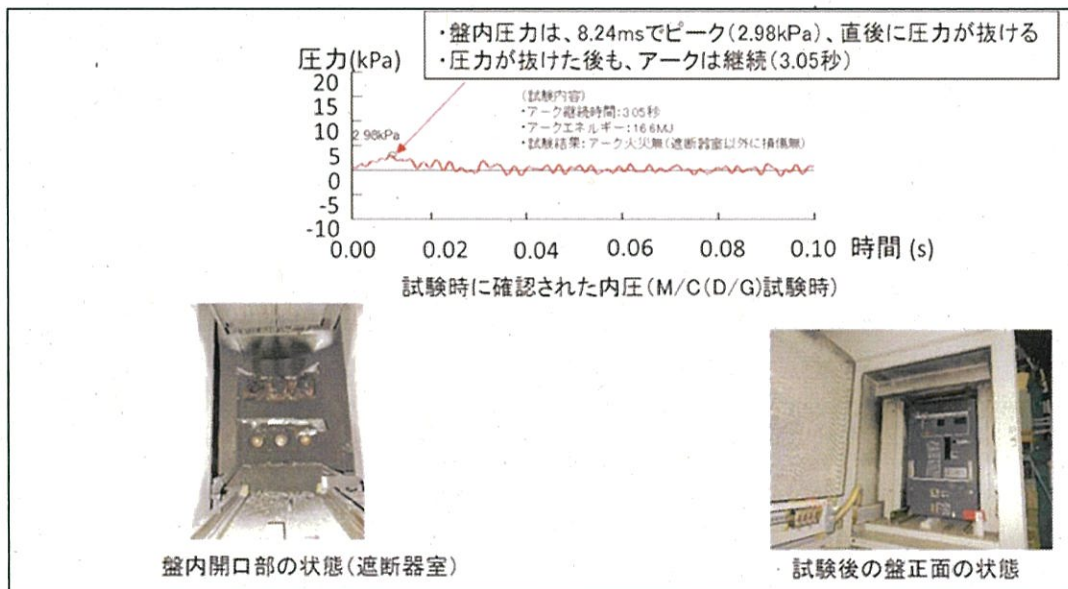 ・盤内圧力は、8.24msでピーク(2.98kPa)、直後に圧力が抜ける
・圧力が抜けた後も、アークは継続(3.05秒)
圧力(kPa)
20
15
10
5
0
-5
-10
2.98kPa
(試験内容)
・アーク継続時間:3.05秒
・アークエネルギー:16.6MJ
・試験結果:アーク火災無(遮断器室以外に損傷無)
0.00 0.02 0.04 0.06 0.08 0.10 時間 (s)
試験時に確認された内圧(M/C(D/G)試験時)
盤内開口部の状態(遮断器室)
試験後の盤正面の状態